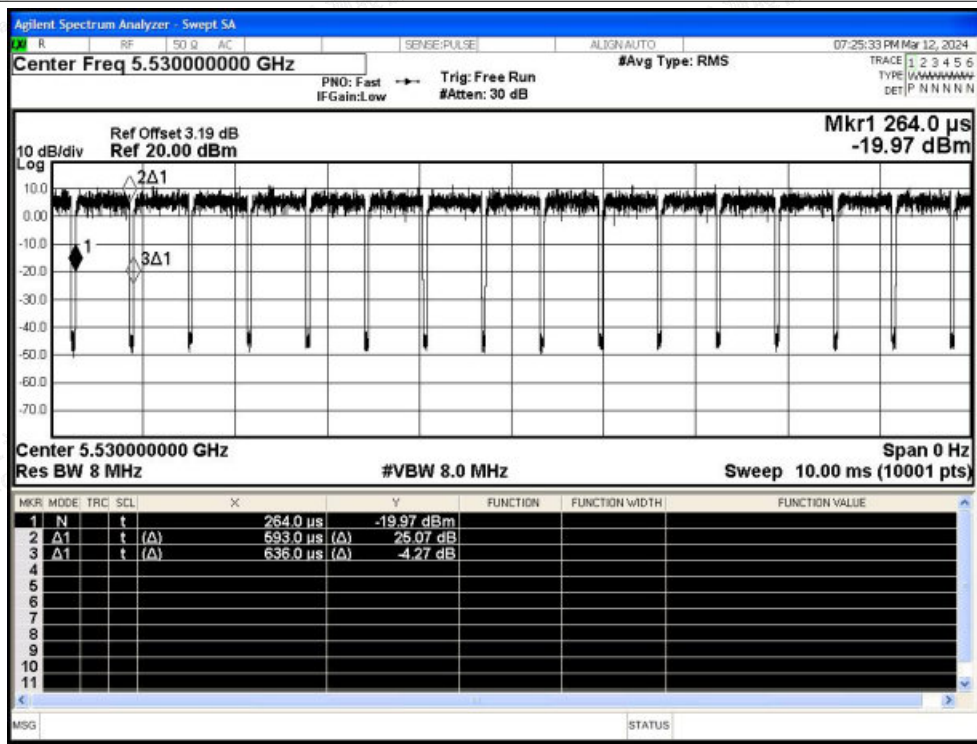 Agilent Spectrum Analyzer - Swept SA
R RF 50 Ω AC SENSE:PULSE ALIGN AUTO 07:25:33 PM Mar 12, 2024
Center Freq 5.530000000 GHz
PNO: Fast Trig: Free Run #Avg Type: RMS TRACE 1 2 3 4 5 6
IFGain:Low #Atten: 30 dB TYPE
DET P N N N N N
Ref Offset 3.19 dB Mkr1 264.0 µs
10 dB/div Ref 20.00 dBm -19.97 dBm
Log
10.0
0.00
-10.0
-20.0
-30.0
-40.0
-50.0
-60.0
-70.0
2Δ1
1
3Δ1
Center 5.530000000 GHz Span 0 Hz
Res BW 8 MHz #VBW 8.0 MHz Sweep 10.00 ms (10001 pts)
MKR MODE TRC SCL X Y FUNCTION FUNCTION WIDTH FUNCTION VALUE
1 N t 264.0 µs -19.97 dBm
2 Δ1 t (Δ) 593.0 µs (Δ) 25.07 dB
3 Δ1 t (Δ) 636.0 µs (Δ) -4.27 dB
4
5
6
7
8
9
10
11
MSG STATUS